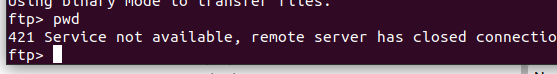 Using binary mode to transfer files.
ftp> pwd
421 Service not available, remote server has closed connectio
ftp>